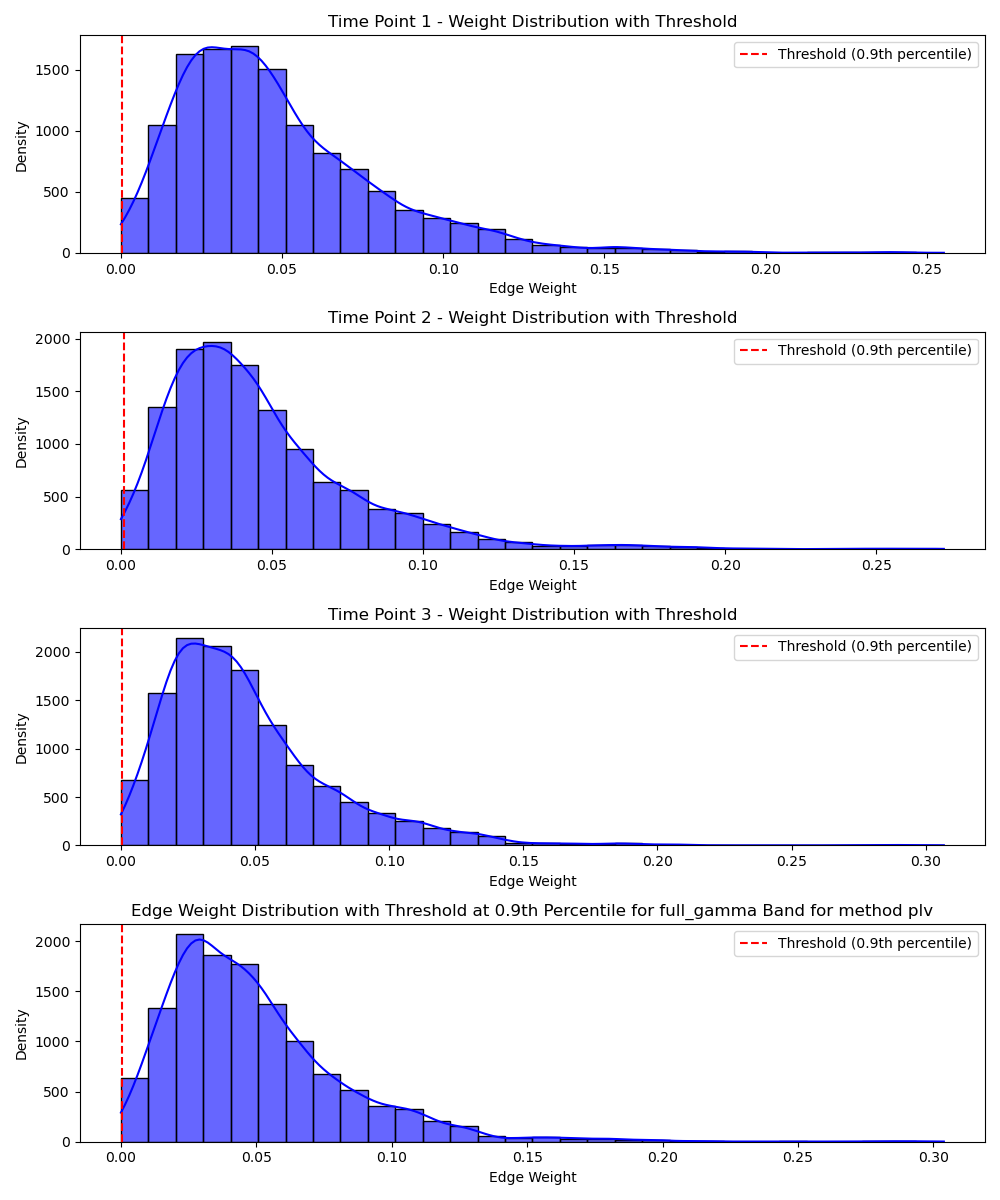 Time Point 1 - Weight Distribution with Threshold
Threshold (0.9th percentile)
Density
1500
1000
500
0
0.00 0.05 0.10 0.15 0.20 0.25
Edge Weight
Time Point 2 - Weight Distribution with Threshold
Threshold (0.9th percentile)
Density
2000
1500
1000
500
0
0.00 0.05 0.10 0.15 0.20 0.25
Edge Weight
Time Point 3 - Weight Distribution with Threshold
Threshold (0.9th percentile)
Density
2000
1500
1000
500
0
0.00 0.05 0.10 0.15 0.20 0.25 0.30
Edge Weight
Edge Weight Distribution with Threshold at 0.9th Percentile for full_gamma Band for method plv
Threshold (0.9th percentile)
Density
2000
1500
1000
500
0
0.00 0.05 0.10 0.15 0.20 0.25 0.30
Edge Weight